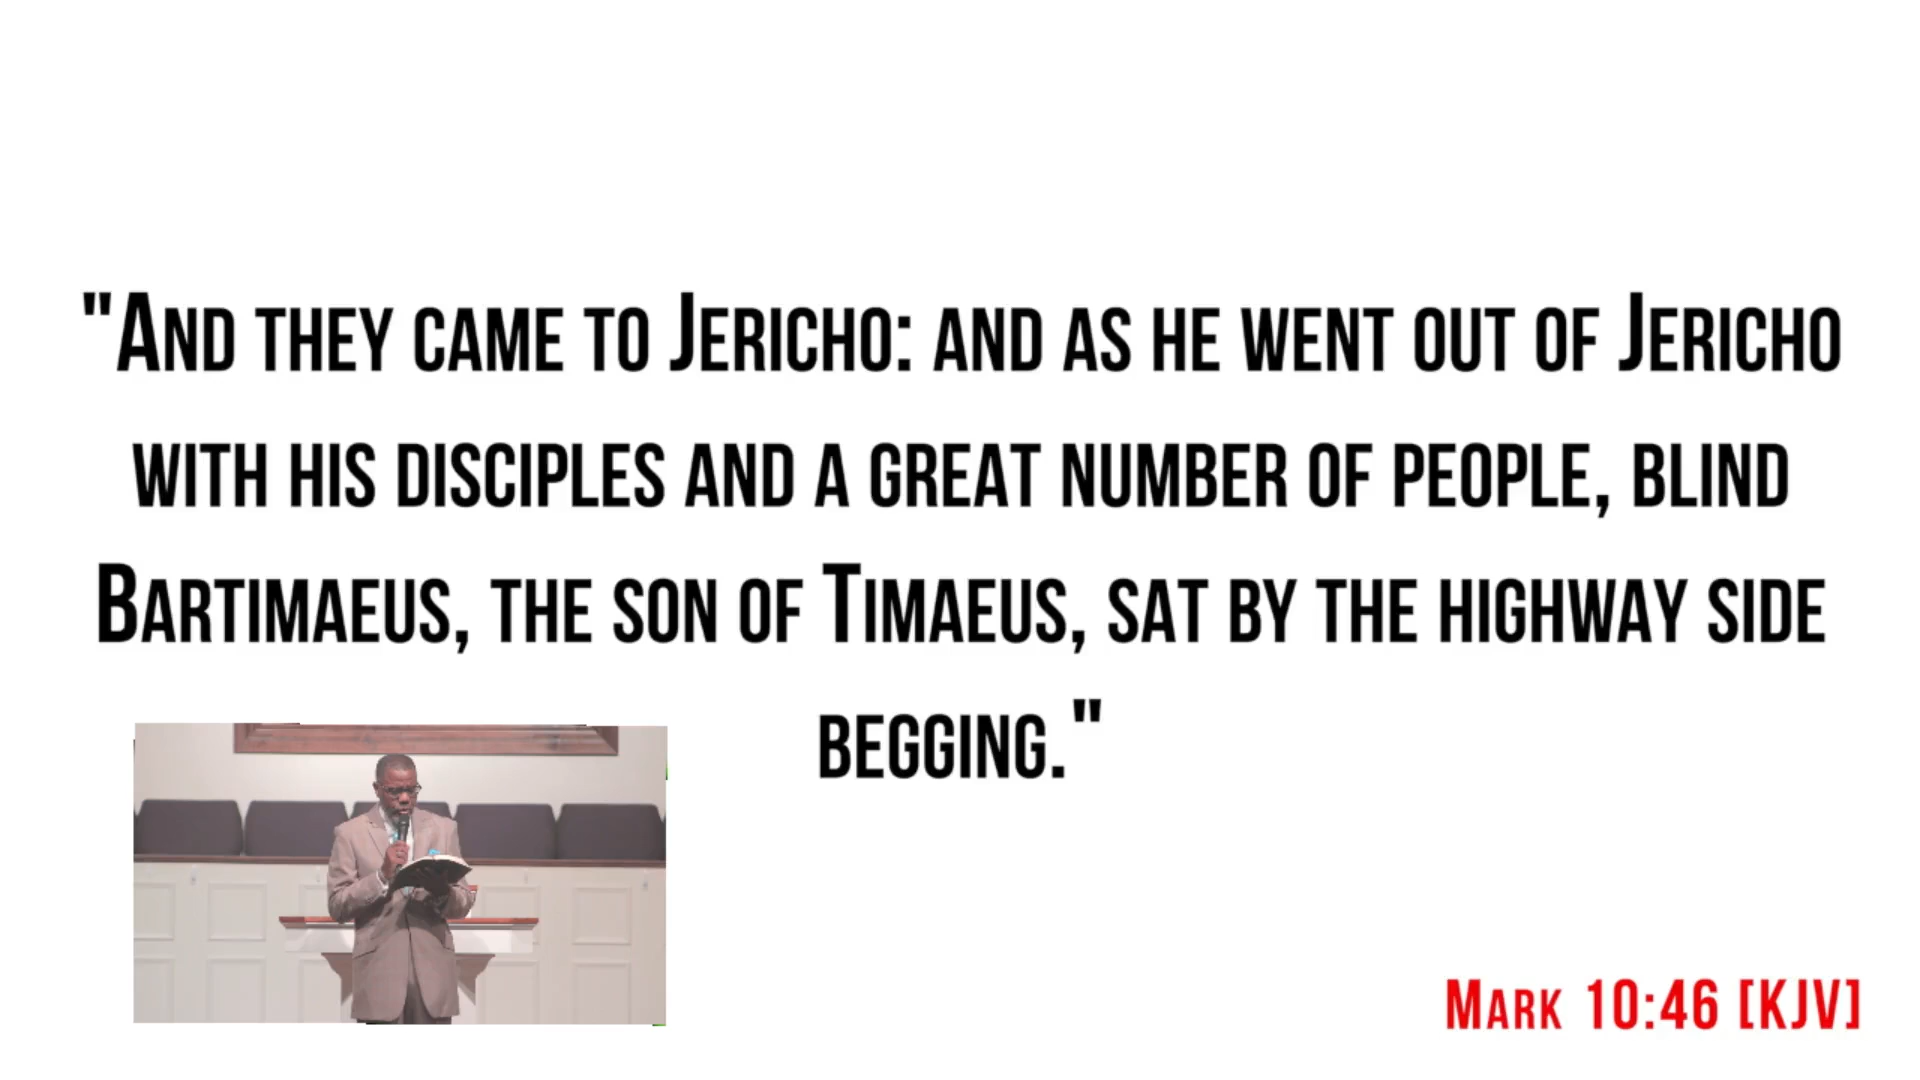 "And they came to Jericho: and as he went out of Jericho
with his disciples and a great number of people, blind
Bartimaeus, the son of Timaeus, sat by the highway side
begging."
Mark 10:46 [KJV]